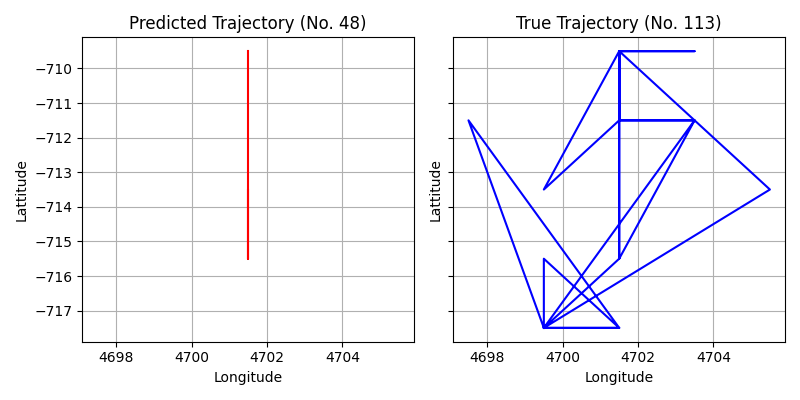 Predicted Trajectory (No. 48)
−710
−711
−712
−713
−714
−715
−716
−717
Lattitude
4698 4700 4702 4704
Longitude
True Trajectory (No. 113)
Lattitude
4698 4700 4702 4704
Longitude